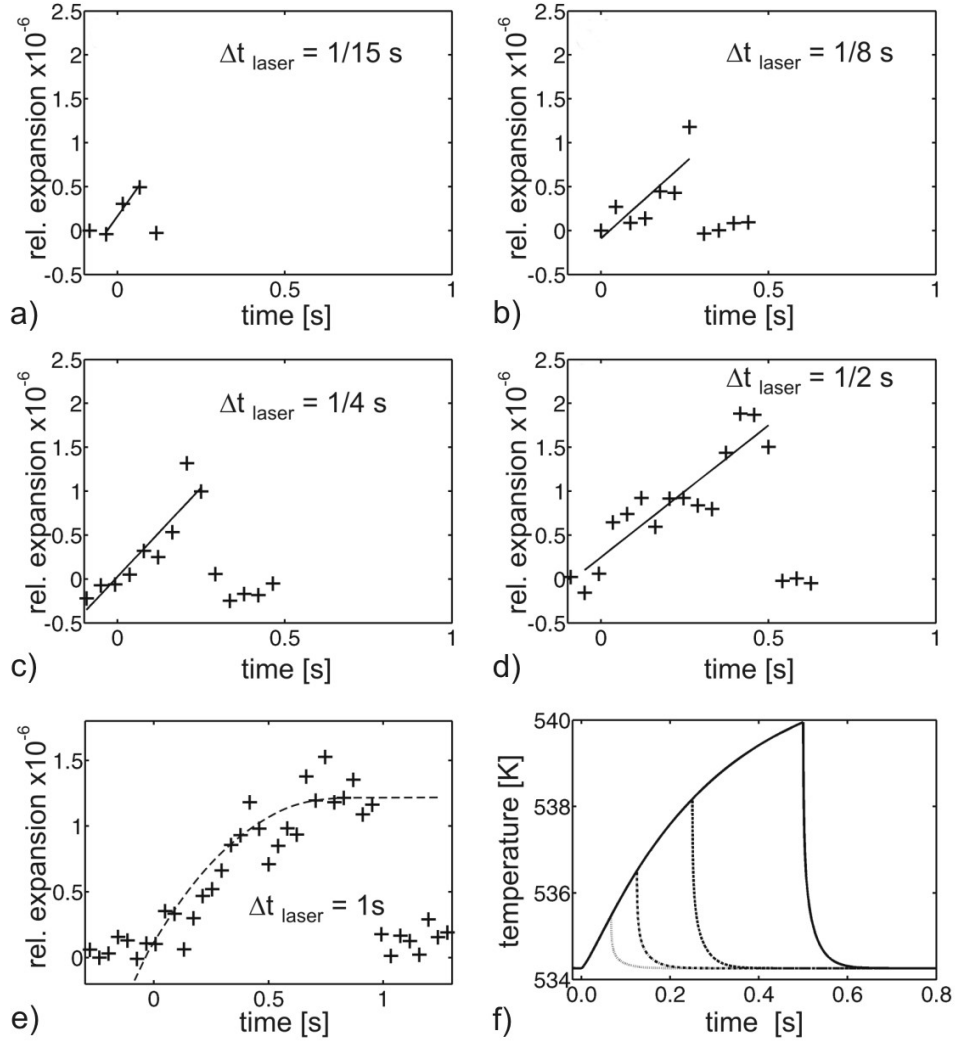 2.5
2
1.5
1
0.5
0
-0.5
rel. expansion x10-6
Δt laser = 1/15 s
0 0.5 1
time [s]
a)
2.5
2
1.5
1
0.5
0
-0.5
rel. expansion x10-6
Δt laser = 1/8 s
0 0.5 1
time [s]
b)
2.5
2
1.5
1
0.5
0
-0.5
rel. expansion x10-6
Δt laser = 1/4 s
0 0.5 1
time [s]
c)
2.5
2
1.5
1
0.5
0
-0.5
rel. expansion x10-6
Δt laser = 1/2 s
0 0.5 1
time [s]
d)
1.5
1
0.5
0
rel. expansion x10-6
Δt laser = 1s
0 0.5 1
time [s]
e)
540
538
536
534
temperature [K]
0.0 0.2 0.4 0.6 0.8
time [s]
f)